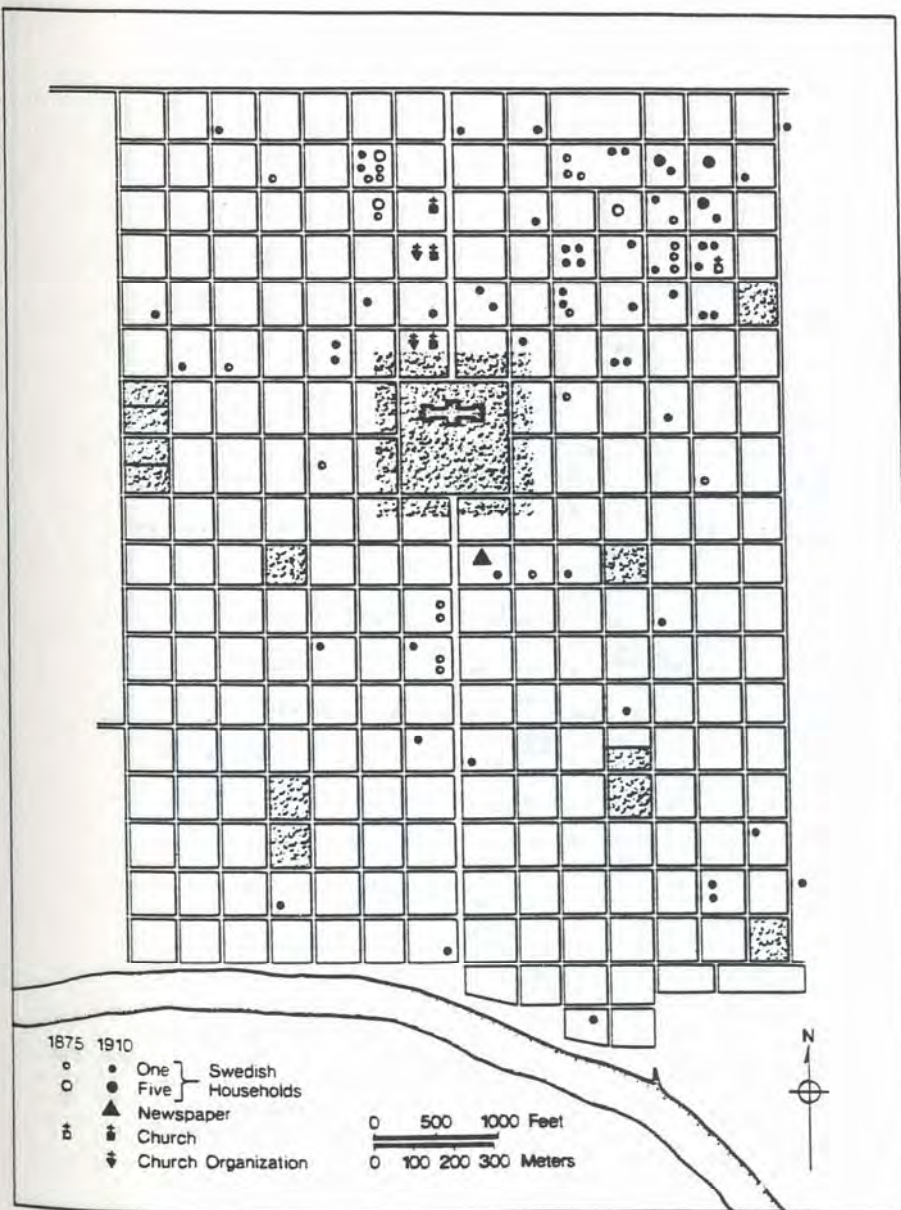 1875 1910
One
Five
Swedish
Households
Newspaper
Church
Church Organization
0 500 1000 Feet
0 100 200 300 Meters
N